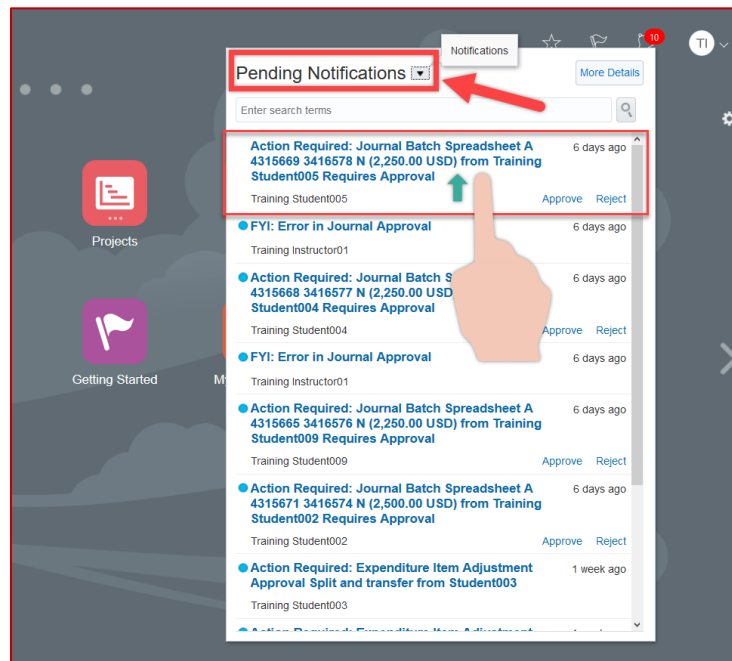 Notifications
10
TI
Pending Notifications
More Details
Enter search terms
Action Required: Journal Batch Spreadsheet A
6 days ago
4315669 3416578 N (2,250.00 USD) from Training
Student005 Requires Approval
Training Student005
Approve Reject
FYI: Error in Journal Approval
6 days ago
Training Instructor01
Action Required: Journal Batch S
6 days ago
4315668 3416577 N (2,250.00 USD)
Student004 Requires Approval
Training Student004
Approve Reject
FYI: Error in Journal Approval
6 days ago
Training Instructor01
Action Required: Journal Batch Spreadsheet A
6 days ago
4315665 3416576 N (2,250.00 USD) from Training
Student009 Requires Approval
Training Student009
Approve Reject
Action Required: Journal Batch Spreadsheet A
6 days ago
4315671 3416574 N (2,500.00 USD) from Training
Student002 Requires Approval
Training Student002
Approve Reject
Action Required: Expenditure Item Adjustment
1 week ago
Approval Split and transfer from Student003
Training Student003
Projects
Getting Started